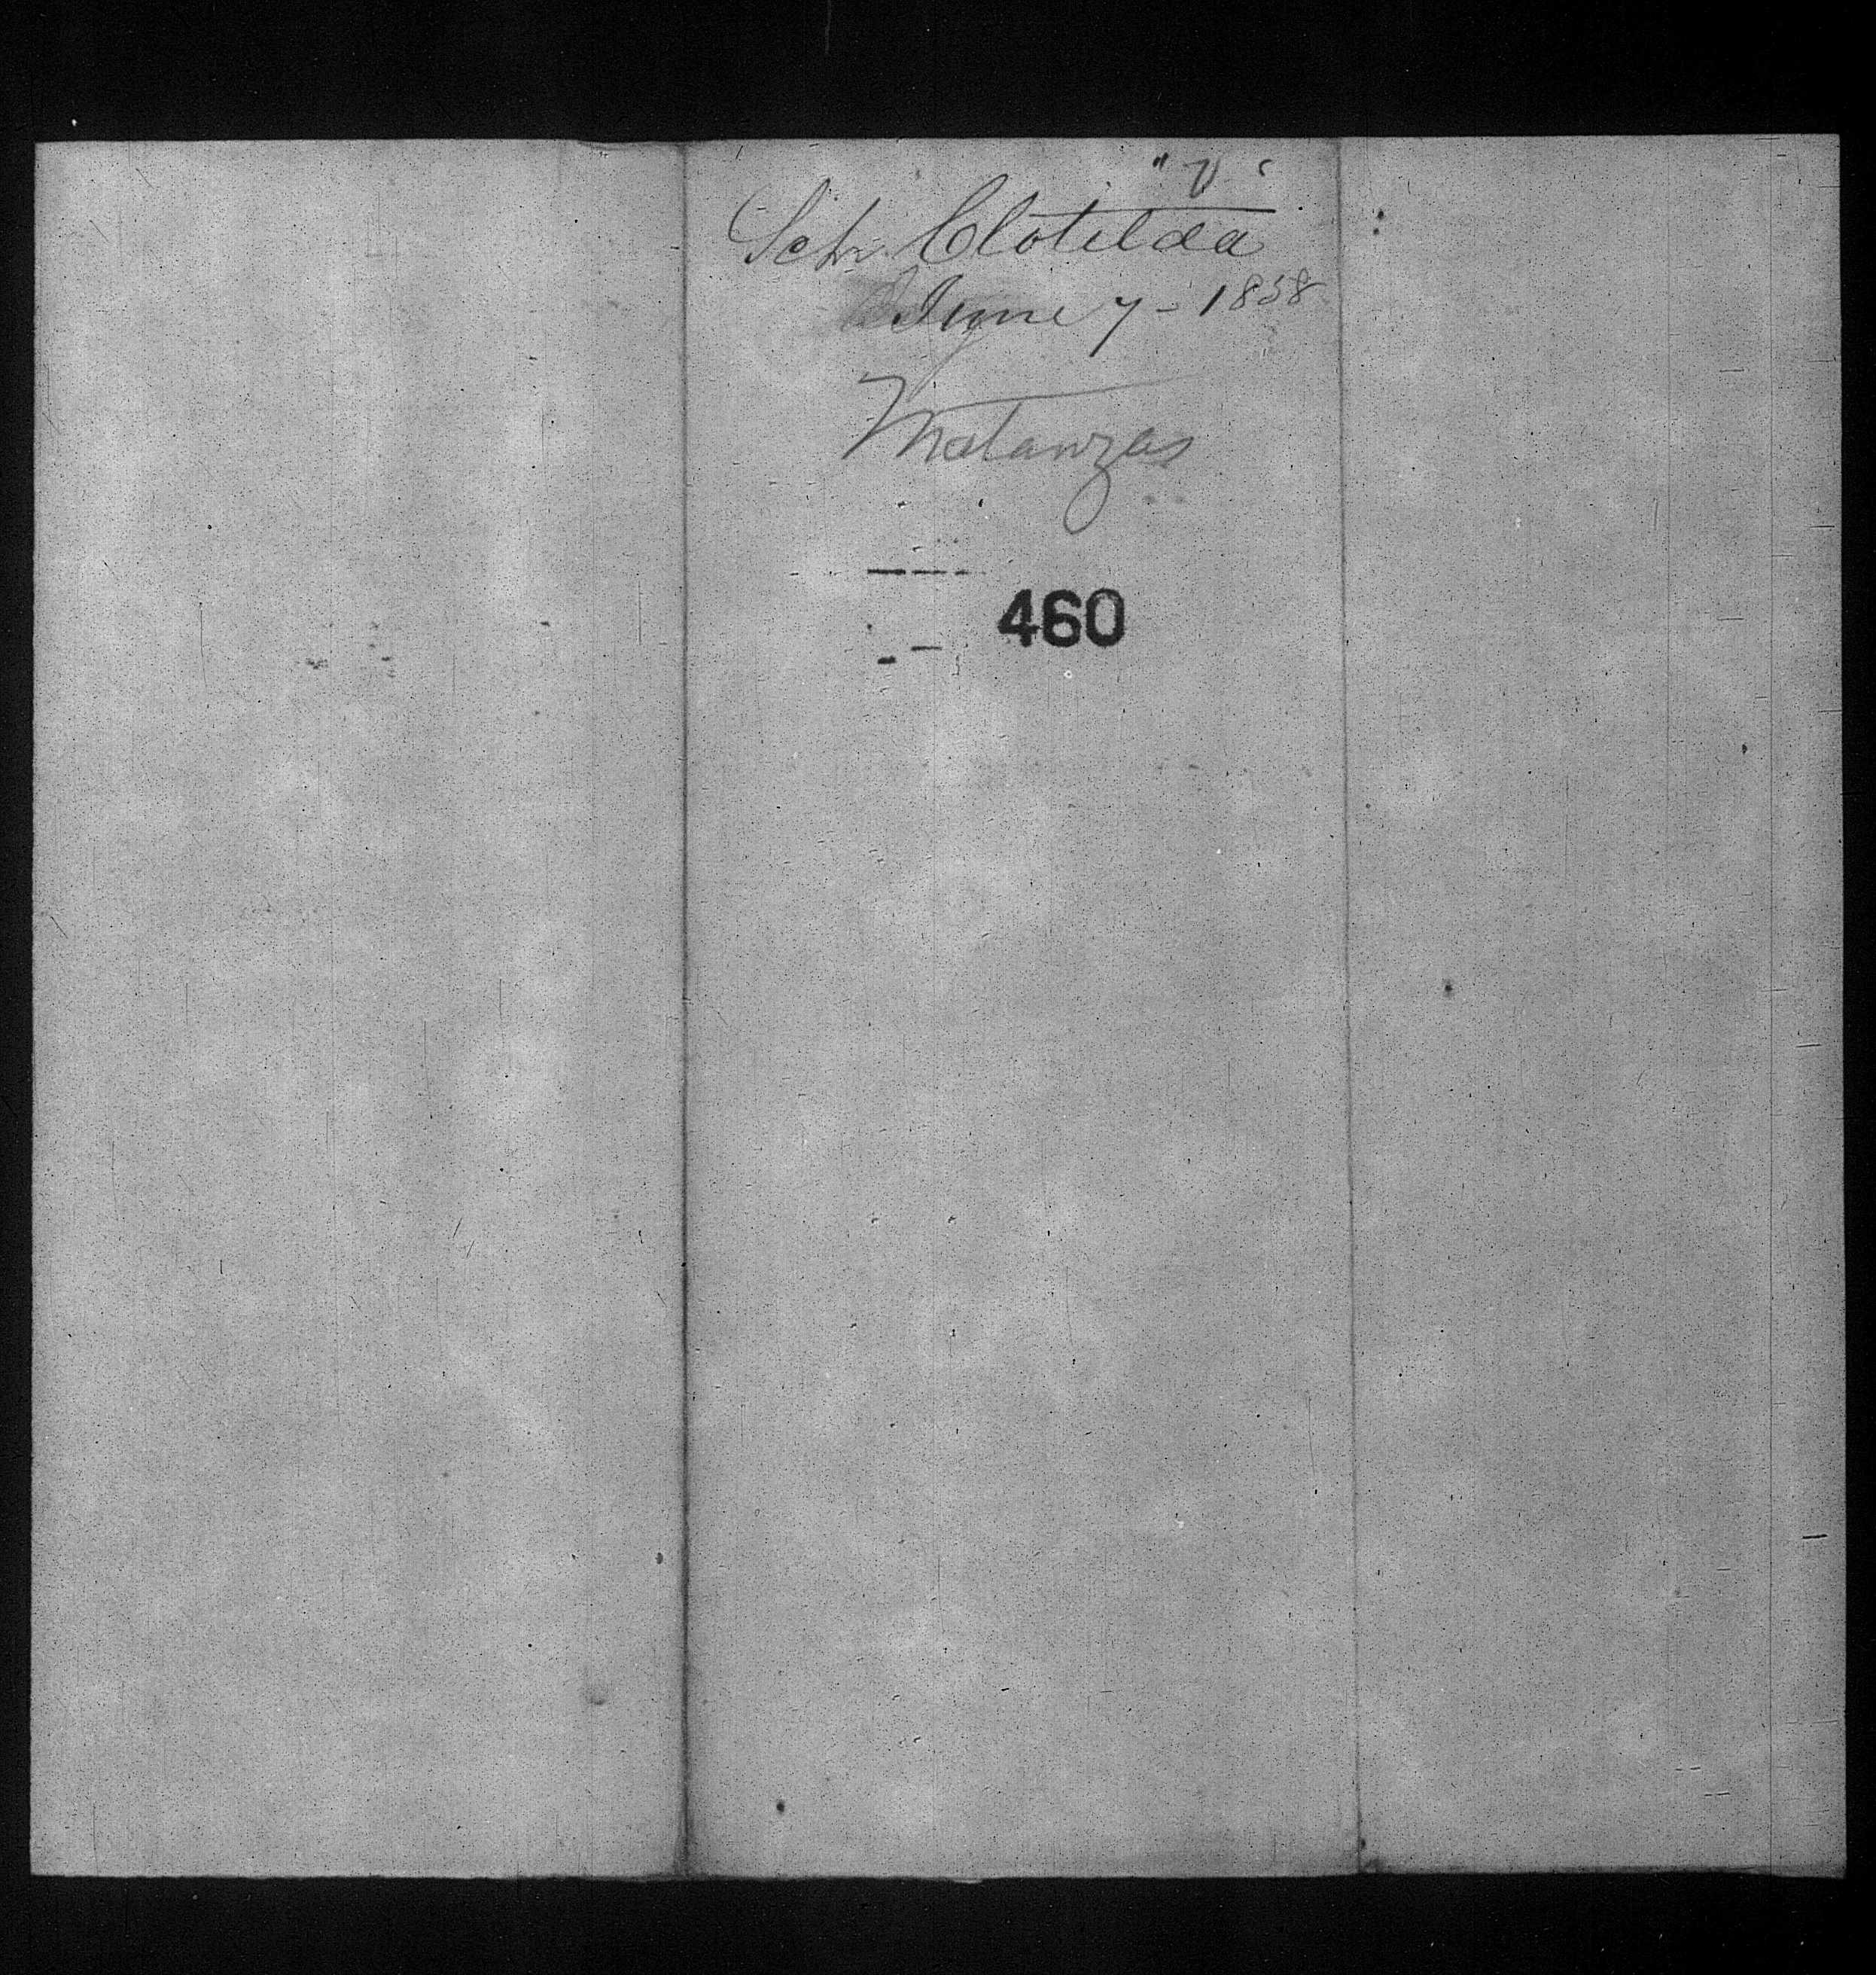 "V"
Schr Clotilda
June 7 - 1858
Matanzas
460